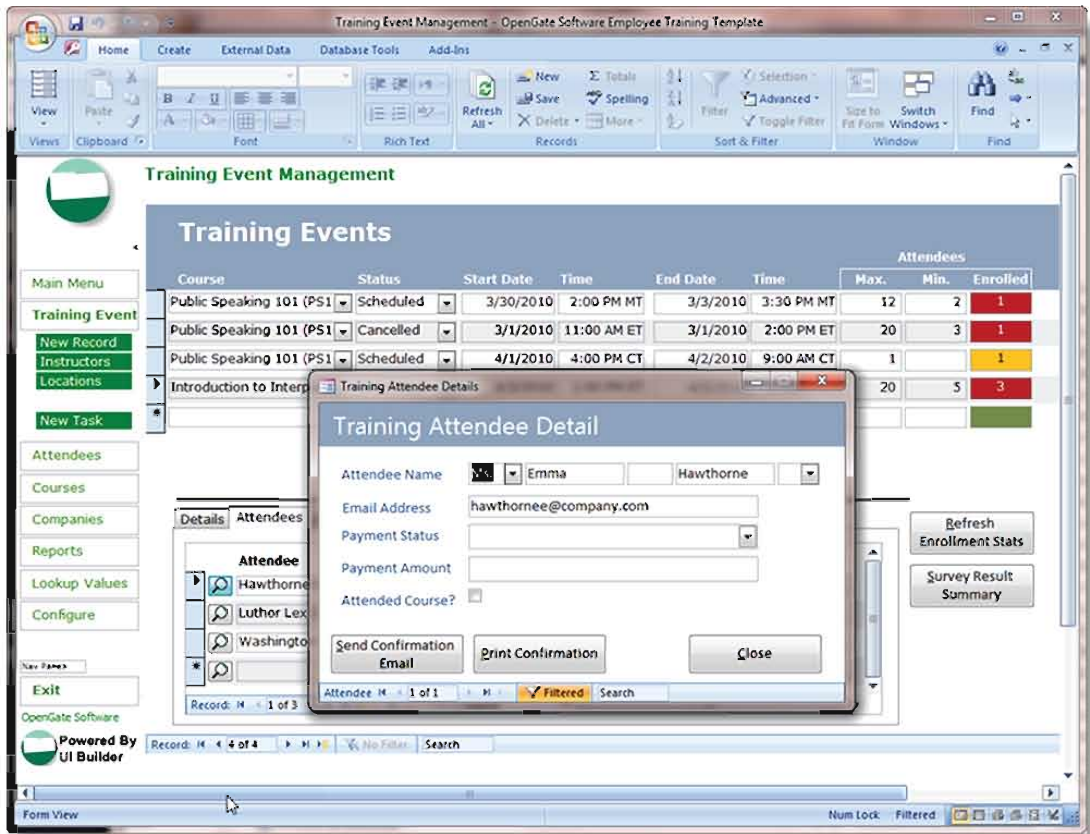 Training Event Management - OpenGate Software Employee Training Template
Home Create External Data Database Tools Add-Ins
View Paste B I U Refresh All New Save Delete Totals Spelling More Filter Selection Advanced Toggle Filter Size to Fit Form Switch Windows Find
Views Clipboard Font Rich Text Records Sort & Filter Window Find
Training Event Management
Training Events
Attendees
Course Status Start Date Time End Date Time Max. Min. Enrolled
Public Speaking 101 (PS1 Scheduled 3/30/2010 2:00 PM MT 3/3/2010 3:30 PM MT 12 2 1
Public Speaking 101 (PS1 Cancelled 3/1/2010 11:00 AM ET 3/1/2010 2:00 PM ET 20 3 1
Public Speaking 101 (PS1 Scheduled 4/1/2010 4:00 PM CT 4/2/2010 9:00 AM CT 1 1
Introduction to Interp 20 5 3
Main Menu
Training Event
New Record
Instructors
Locations
New Task
Attendees
Courses
Companies
Reports
Lookup Values
Configure
Exit
OpenGate Software
Powered By
UI Builder
Details Attendees
Attendee
Hawthorne
Luthor Lex
Washingto
Record: 1 of 3
Training Attendee Details
Training Attendee Detail
Attendee Name Emma Hawthorne
Email Address hawthornee@company.com
Payment Status
Payment Amount
Attended Course?
Send Confirmation
Email
Print Confirmation
Close
Attendee 1 of 1 Filtered Search
Refresh
Enrollment Stats
Survey Result
Summary
Record: 4 of 4 No Filter Search
Form View Num Lock Filtered